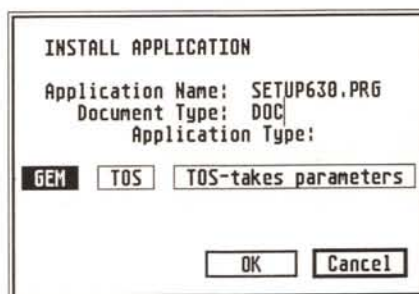 INSTALL APPLICATION
Application Name: SETUP630.PRG
Document Type: DOC
Application Type:
GEM TOS TOS-takes parameters
OK Cancel